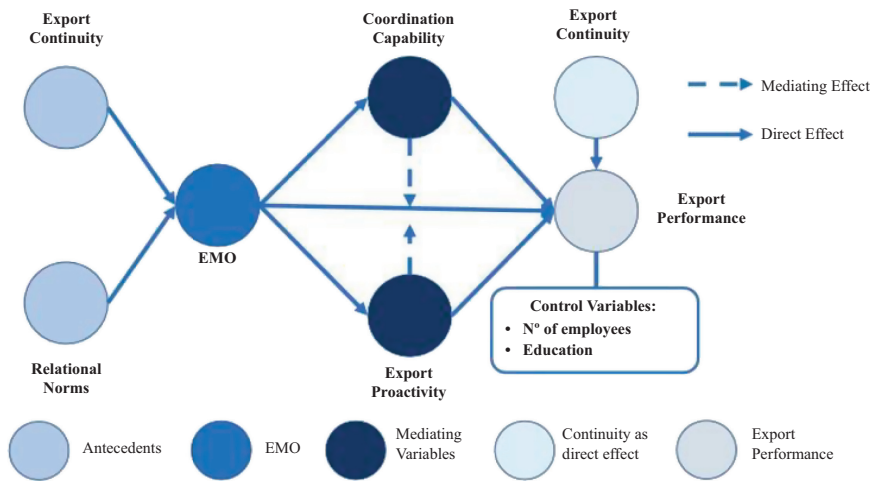 Export
Continuity
Coordination
Capability
Export
Continuity
Mediating Effect
Direct Effect
EMO
Export
Performance
Relational
Norms
Export
Proactivity
Control Variables:
• Nº of employees
• Education
Antecedents
EMO
Mediating
Variables
Continuity as
direct effect
Export
Performance